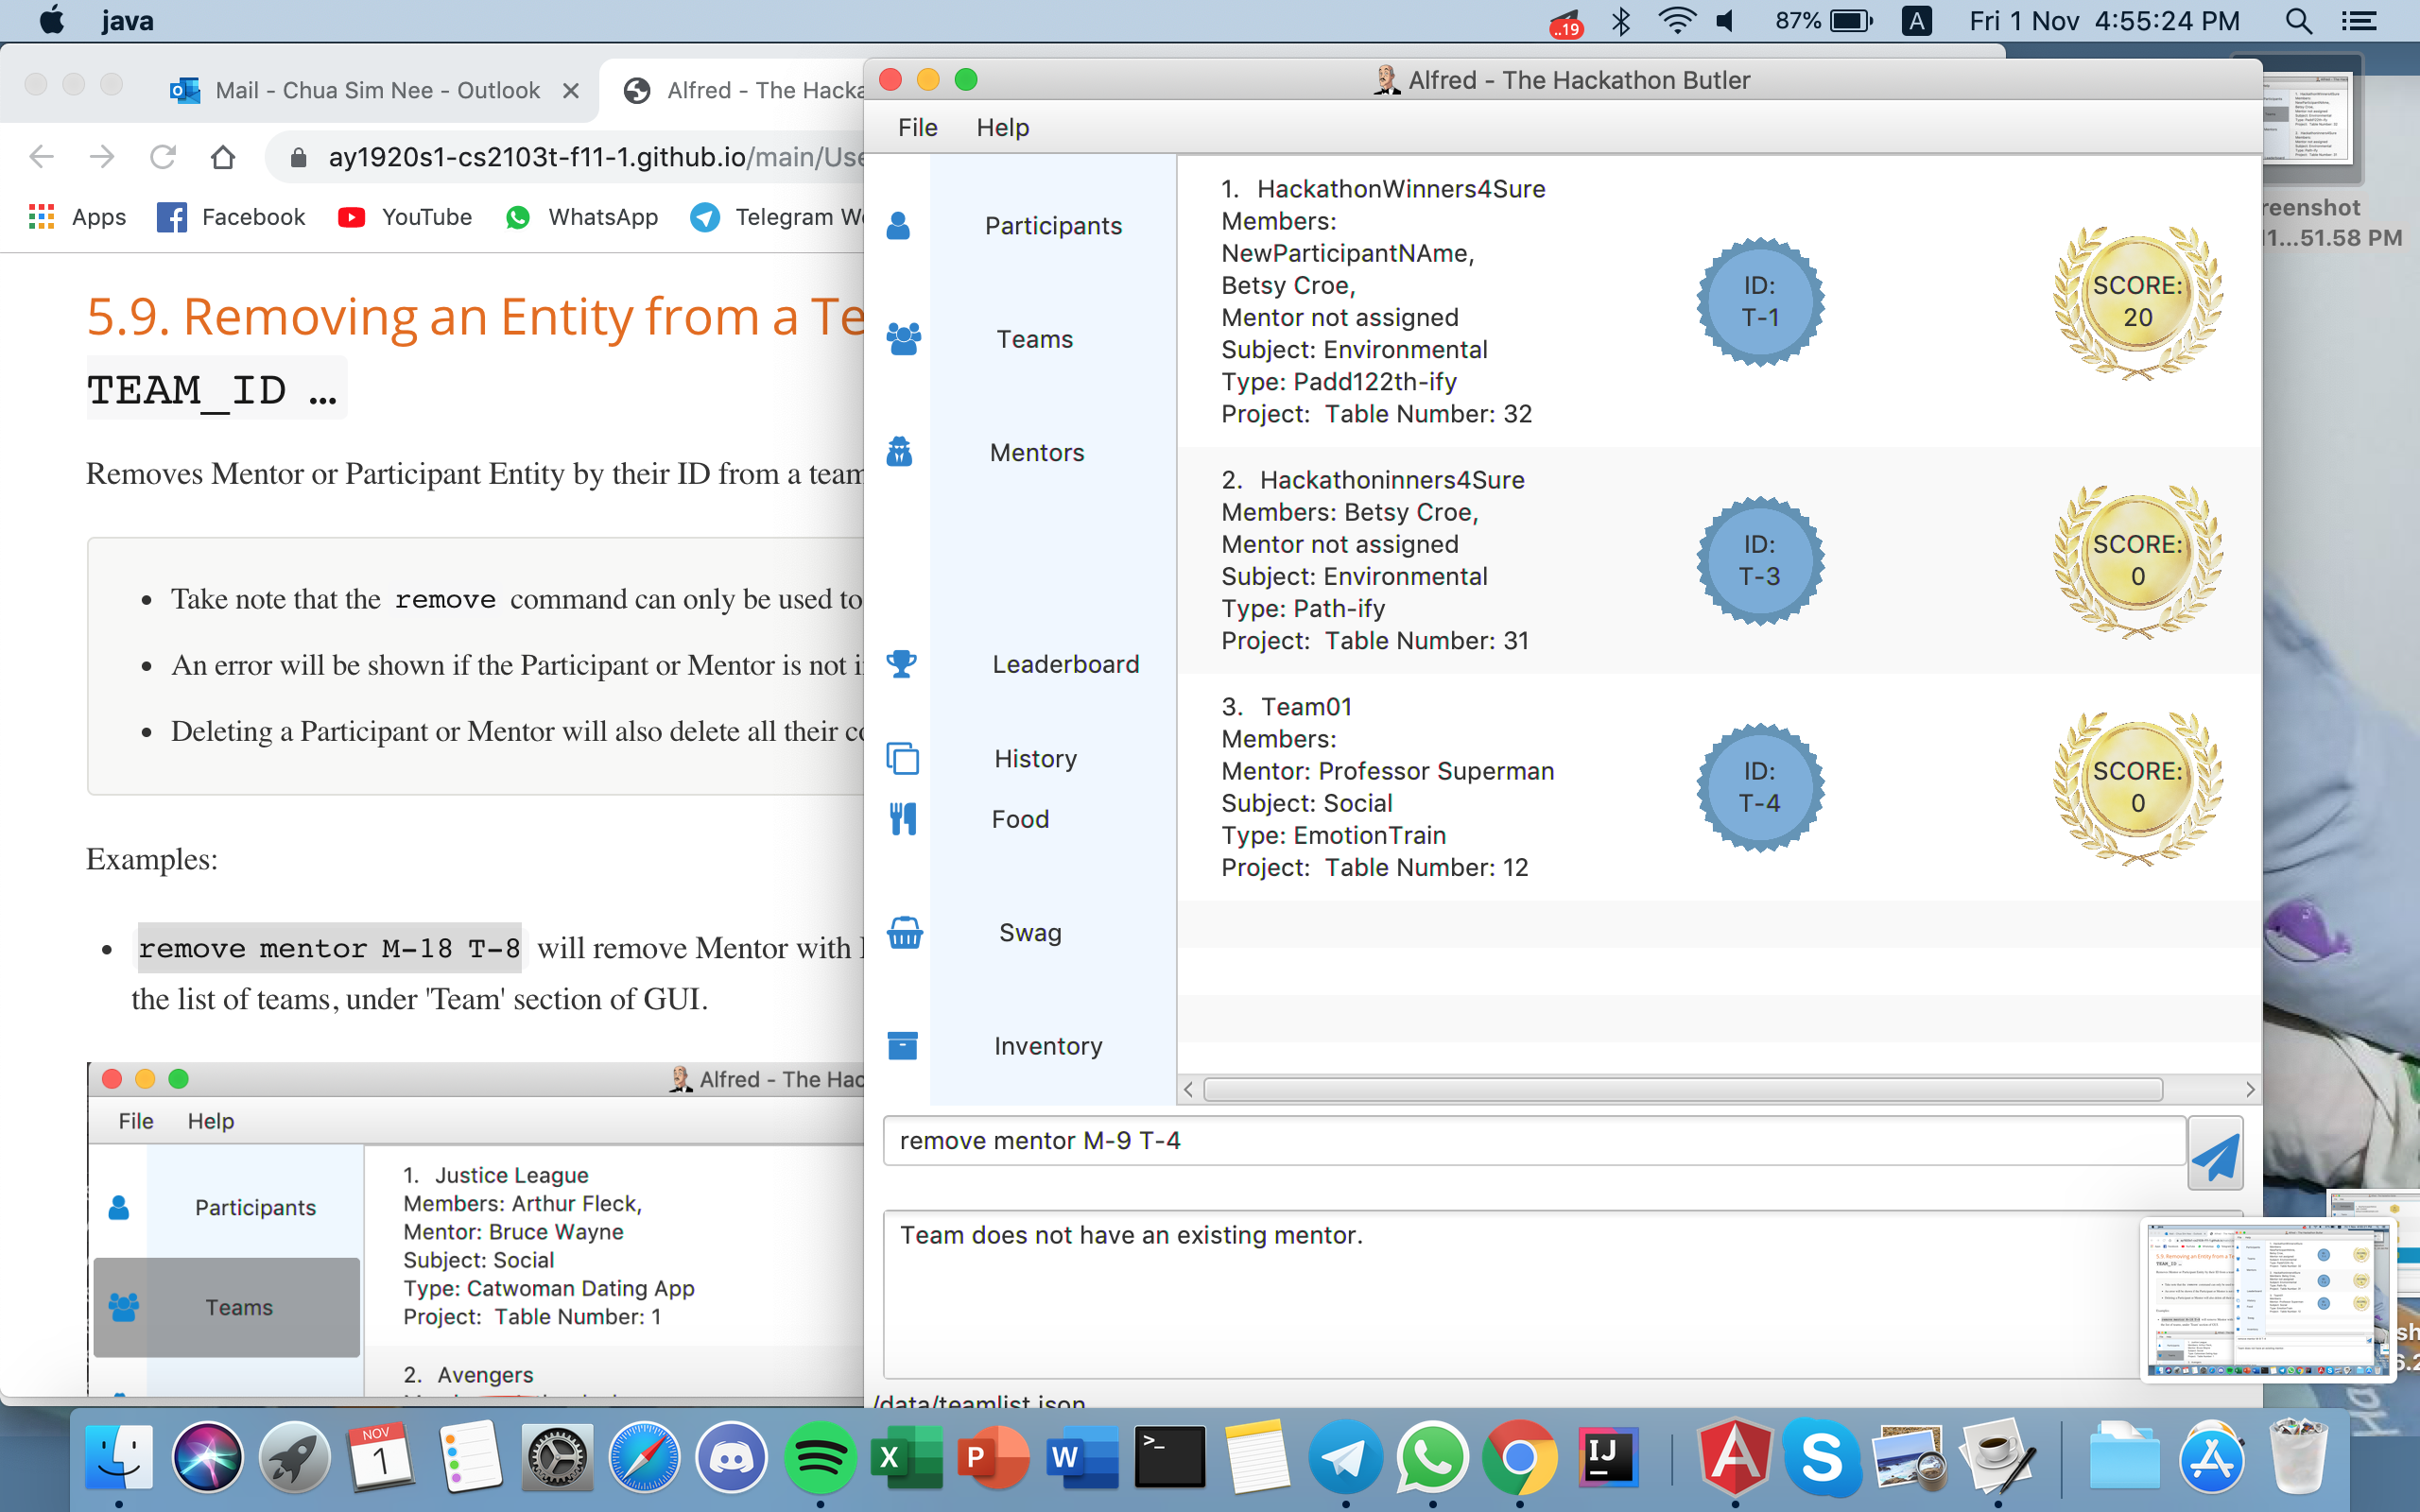 java
..19
87%
A
Fri 1 Nov 4:55:24 PM
Mail - Chua Sim Nee - Outlook
Alfred - The Hacka
ay1920s1-cs2103t-f11-1.github.io/main/Use
Apps
Facebook
YouTube
WhatsApp
Telegram We
5.9. Removing an Entity from a Te
TEAM_ID …
Removes Mentor or Participant Entity by their ID from a team
Take note that the remove command can only be used to
An error will be shown if the Participant or Mentor is not i
Deleting a Participant or Mentor will also delete all their co
Examples:
remove mentor M-18 T-8 will remove Mentor with I
the list of teams, under 'Team' section of GUI.
Alfred - The Hac
File Help
Participants
Teams
1. Justice League
Members: Arthur Fleck,
Mentor: Bruce Wayne
Subject: Social
Type: Catwoman Dating App
Project: Table Number: 1
2. Avengers
Alfred - The Hackathon Butler
File Help
Participants
Teams
Mentors
Leaderboard
History
Food
Swag
Inventory
1. HackathonWinners4Sure
Members:
NewParticipantNAme,
Betsy Croe,
Mentor not assigned
Subject: Environmental
Type: Padd122th-ify
Project: Table Number: 32
ID:
T-1
SCORE:
20
2. Hackathoninners4Sure
Members: Betsy Croe,
Mentor not assigned
Subject: Environmental
Type: Path-ify
Project: Table Number: 31
ID:
T-3
SCORE:
0
3. Team01
Members:
Mentor: Professor Superman
Subject: Social
Type: EmotionTrain
Project: Table Number: 12
ID:
T-4
SCORE:
0
remove mentor M-9 T-4
Team does not have an existing mentor.
/data/teamlist.json
reenshot
11...51.58 PM
NOV
1
X
P
W
>_
IJ
A
S